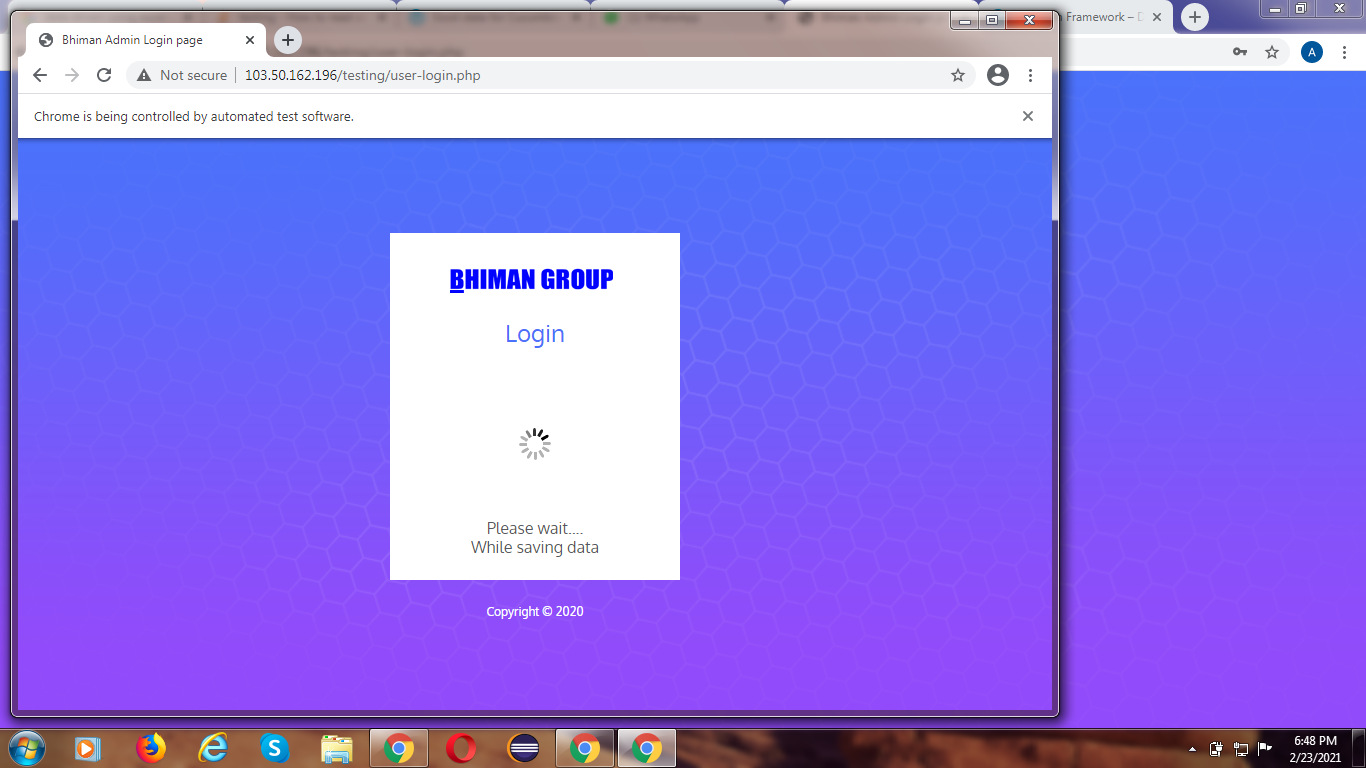 Framework – D
Bhiman Admin Login page
Not secure
103.50.162.196/testing/user-login.php
A
Chrome is being controlled by automated test software.
BHIMAN GROUP
Login
Please wait....
While saving data
Copyright © 2020
6:48 PM
2/23/2021